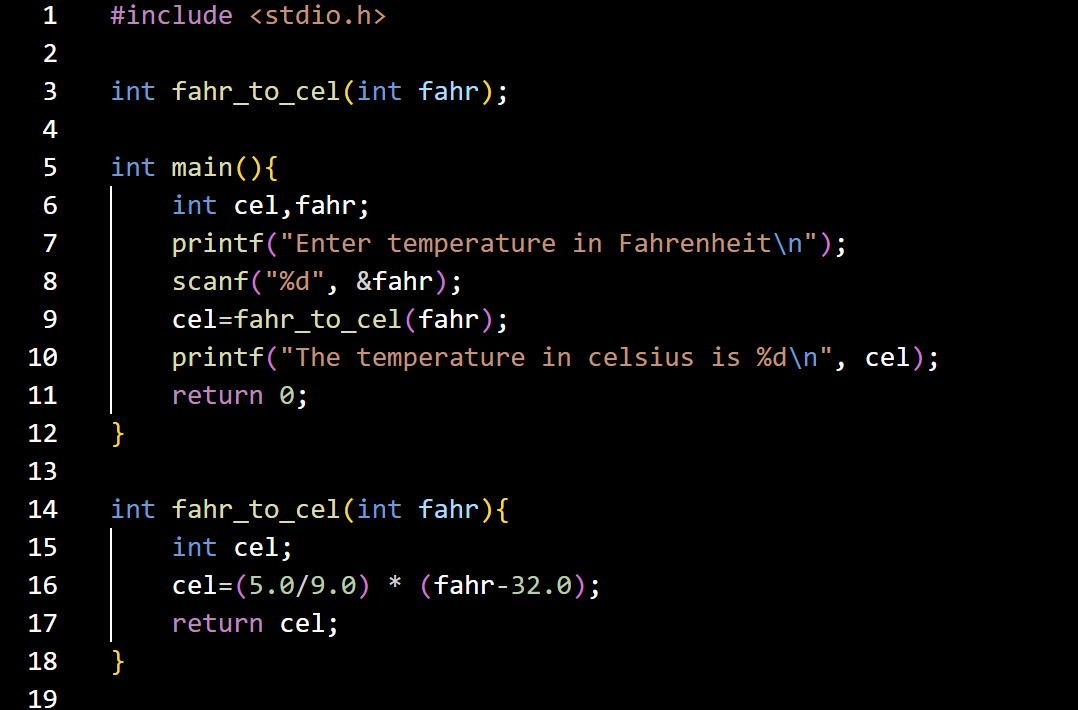 1 #include <stdio.h>
2
3 int fahr_to_cel(int fahr);
4
5 int main(){
6     int cel,fahr;
7     printf("Enter temperature in Fahrenheit\n");
8     scanf("%d", &fahr);
9     cel=fahr_to_cel(fahr);
10     printf("The temperature in celsius is %d\n", cel);
11     return 0;
12 }
13
14 int fahr_to_cel(int fahr){
15     int cel;
16     cel=(5.0/9.0) * (fahr-32.0);
17     return cel;
18 }
19